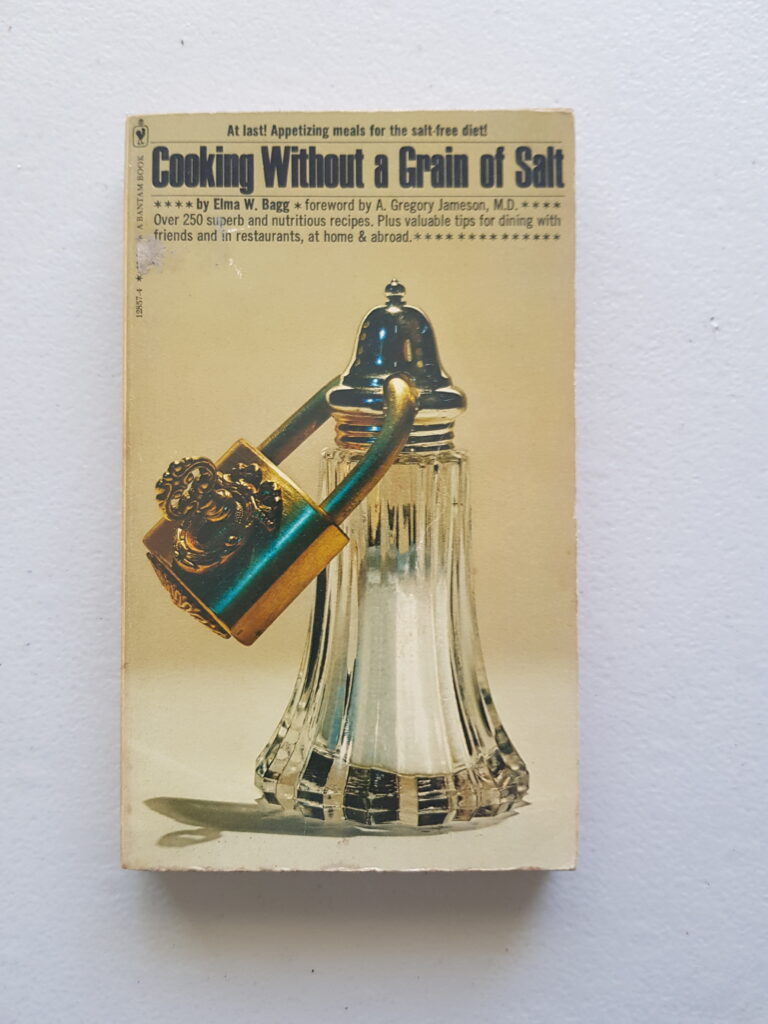 At last! Appetizing meals for the salt-free diet!
Cooking Without a Grain of Salt
**** by Elma W. Bagg * foreword by A. Gregory Jameson, M.D. ****
Over 250 superb and nutritious recipes. Plus valuable tips for dining with
friends and in restaurants, at home & abroad.**** **** **** ***
A BANTAM BOOK
12857-4